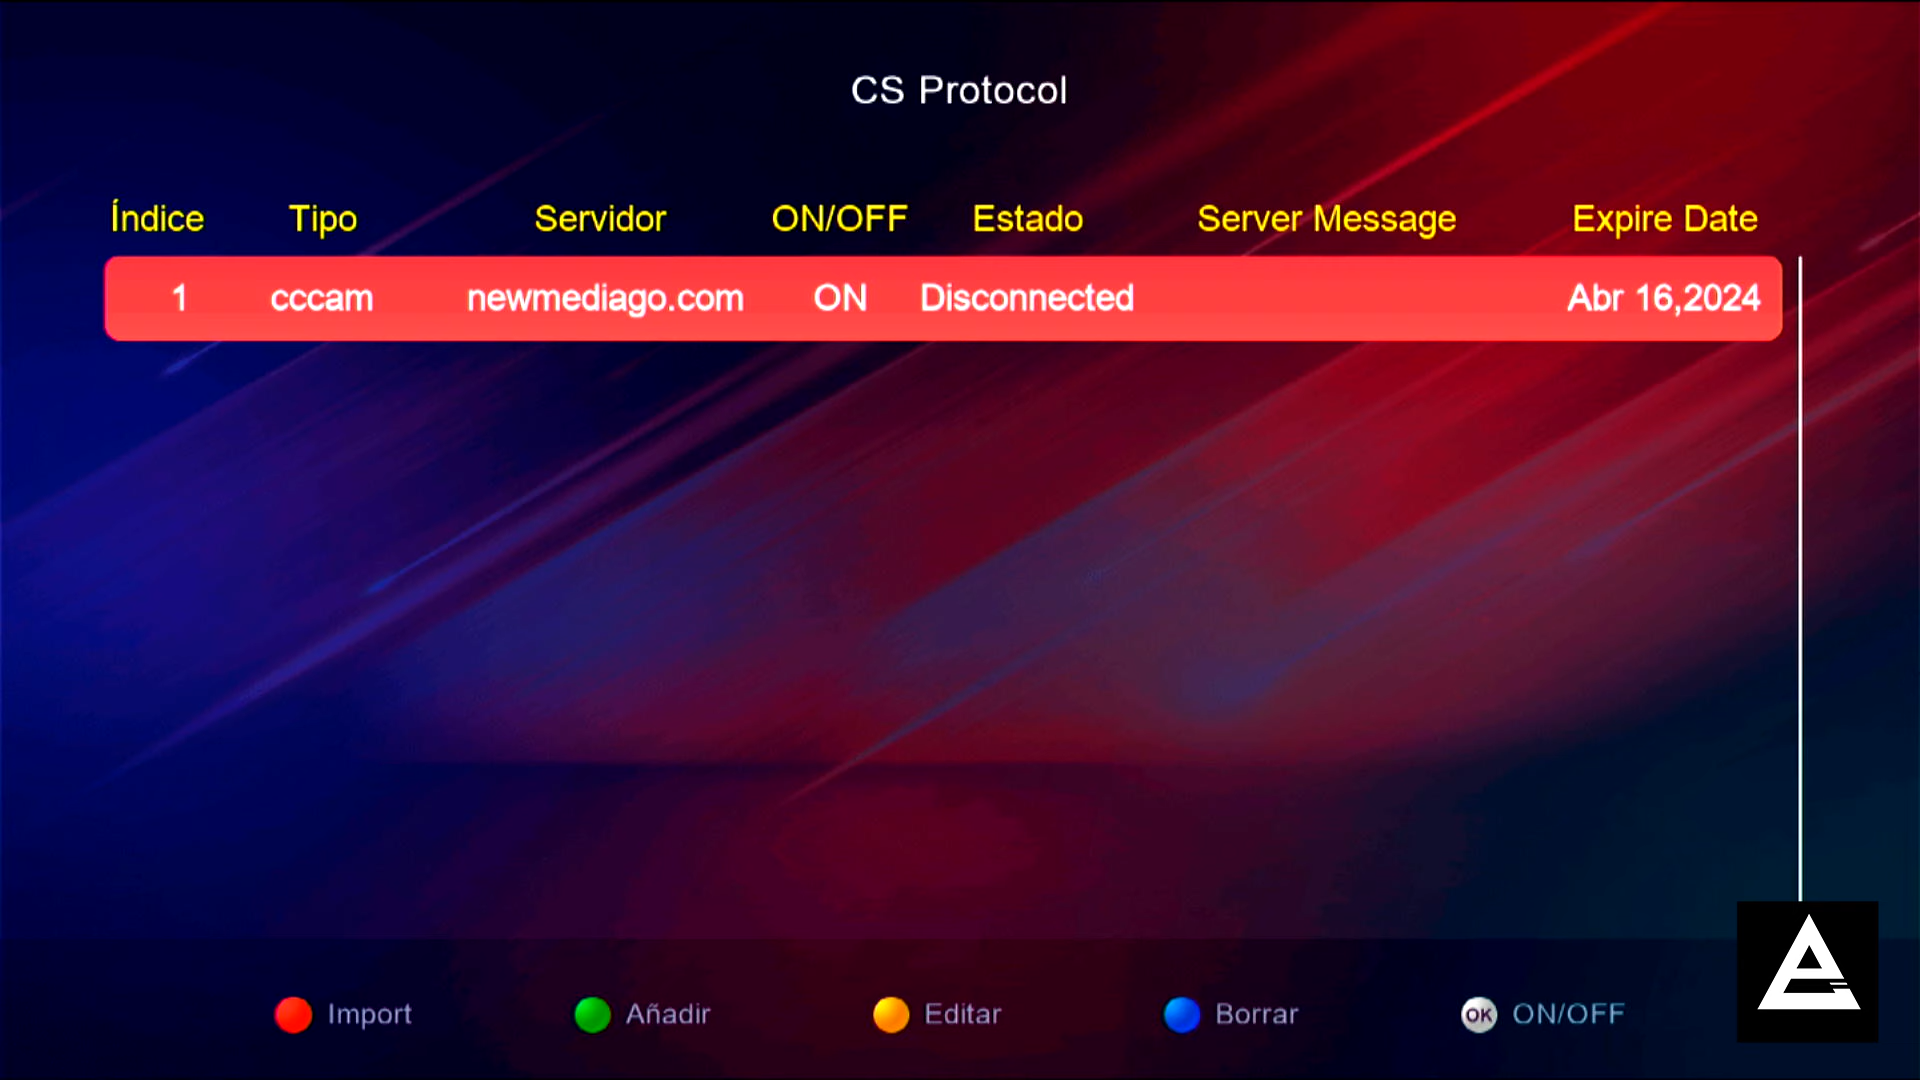 CS Protocol
Índice Tipo Servidor ON/OFF Estado Server Message Expire Date
1 cccam newmediago.com ON Disconnected Abr 16,2024
Import Añadir Editar Borrar OK ON/OFF